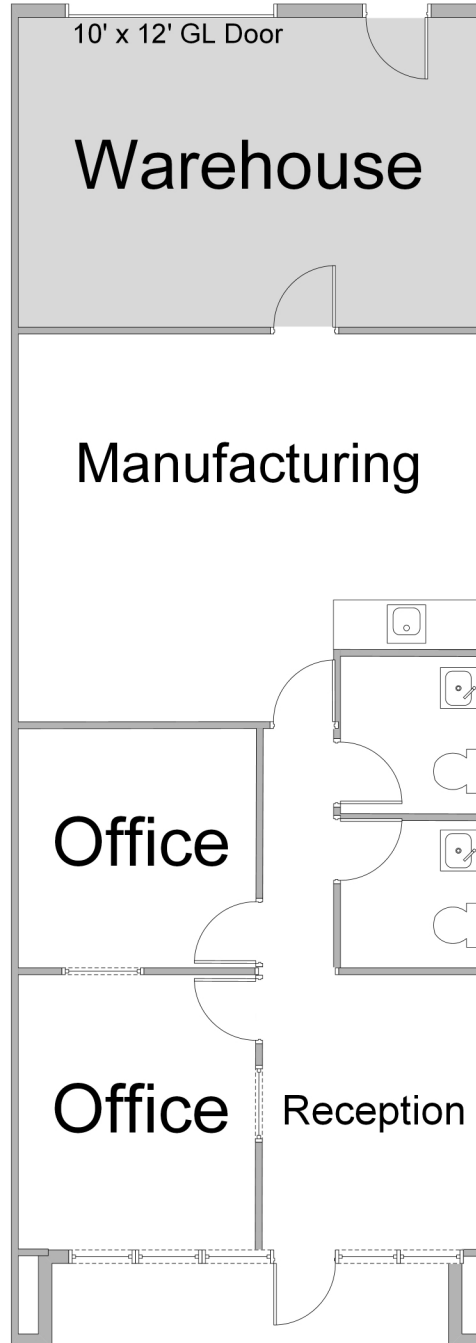 10' x 12' GL Door
Warehouse
Manufacturing
Office
Office
Reception